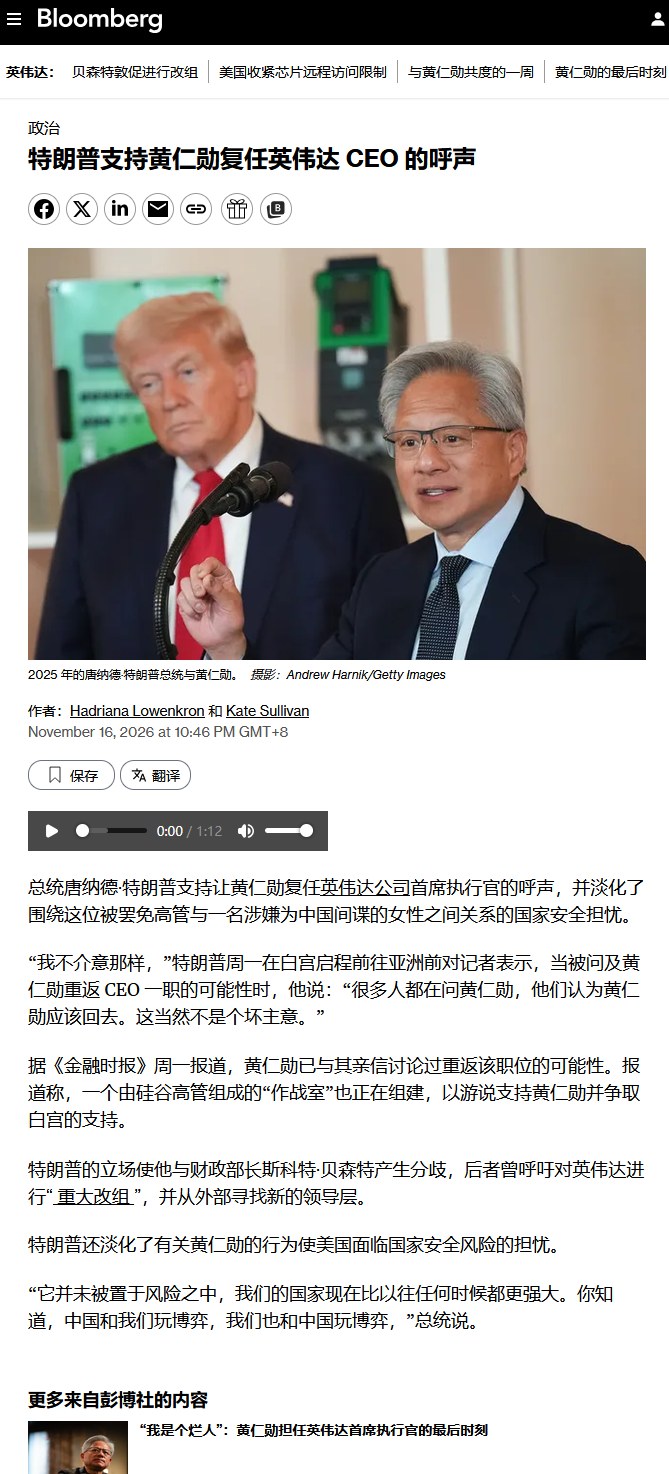 Bloomberg
英伟达： 贝森特敦促进行改组 美国收紧芯片远程访问限制 与黄仁勋共度的一周 黄仁勋的最后时刻
政治
特朗普支持黄仁勋复任英伟达 CEO 的呼声
2025 年的唐纳德·特朗普总统与黄仁勋。 摄影：Andrew Harnik/Getty Images
作者：Hadriana Lowenkron 和 Kate Sullivan
November 16, 2026 at 10:46 PM GMT+8
保存 翻译
0:00 / 1:12
总统唐纳德·特朗普支持让黄仁勋复任英伟达公司首席执行官的呼声，并淡化了
围绕这位被罢免高管与一名涉嫌为中国间谍的女性之间关系的国家安全担忧。
“我不介意那样，”特朗普周一在白宫启程前往亚洲前对记者表示，当被问及黄
仁勋重返 CEO 一职的可能性时，他说：“很多人都在问黄仁勋，他们认为黄仁
勋应该回去。这当然不是个坏主意。”
据《金融时报》周一报道，黄仁勋已与其亲信讨论过重返该职位的可能性。报
道称，一个由硅谷高管组成的“作战室”也正在组建，以游说支持黄仁勋并争取
白宫的支持。
特朗普的立场使他与财政部长斯科特·贝森特产生分歧，后者曾呼吁对英伟达进
行“ 重大改组 ”，并从外部寻找新的领导层。
特朗普还淡化了有关黄仁勋的行为使美国面临国家安全风险的担忧。
“它并未被置于风险之中，我们的国家现在比以往任何时候都更强大。你知
道，中国和我们玩博弈，我们也和中国玩博弈，”总统说。
更多来自彭博社的内容
“我是个烂人”：黄仁勋担任英伟达首席执行官的最后时刻